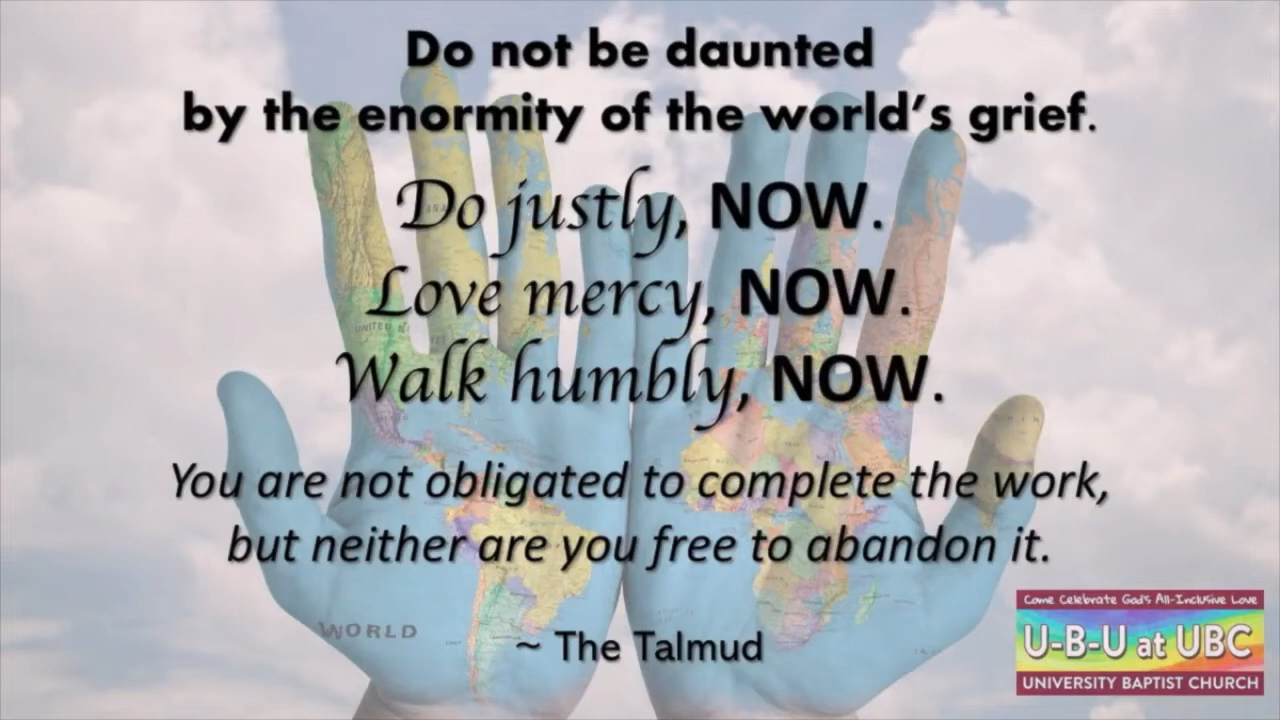 Do not be daunted
by the enormity of the world's grief.
Do justly, NOW.
Love mercy, NOW.
Walk humbly, NOW.
You are not obligated to complete the work,
but neither are you free to abandon it.
~ The Talmud
WORLD
UNITED
Come Celebrate God's All-Inclusive Love
U-B-U at UBC
UNIVERSITY BAPTIST CHURCH